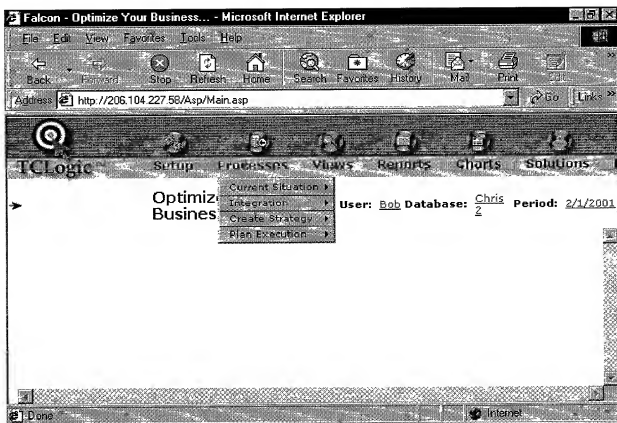 Falcon - Optimize Your Business... - Microsoft Internet Explorer
File Edit View Favorites Tools Help
Back Forward Stop Refresh Home Search Favorites History Mail Print Edit
Address http://206.104.227.58/Asp/Main.asp Go Links
TCLogic Setup Processes Views Reports Charts Solutions
Current Situation
Integration
Create Strategy
Plan Execution
Optimiz
Busines
User: Bob Database: Chris 2 Period: 2/1/2001
Done Internet